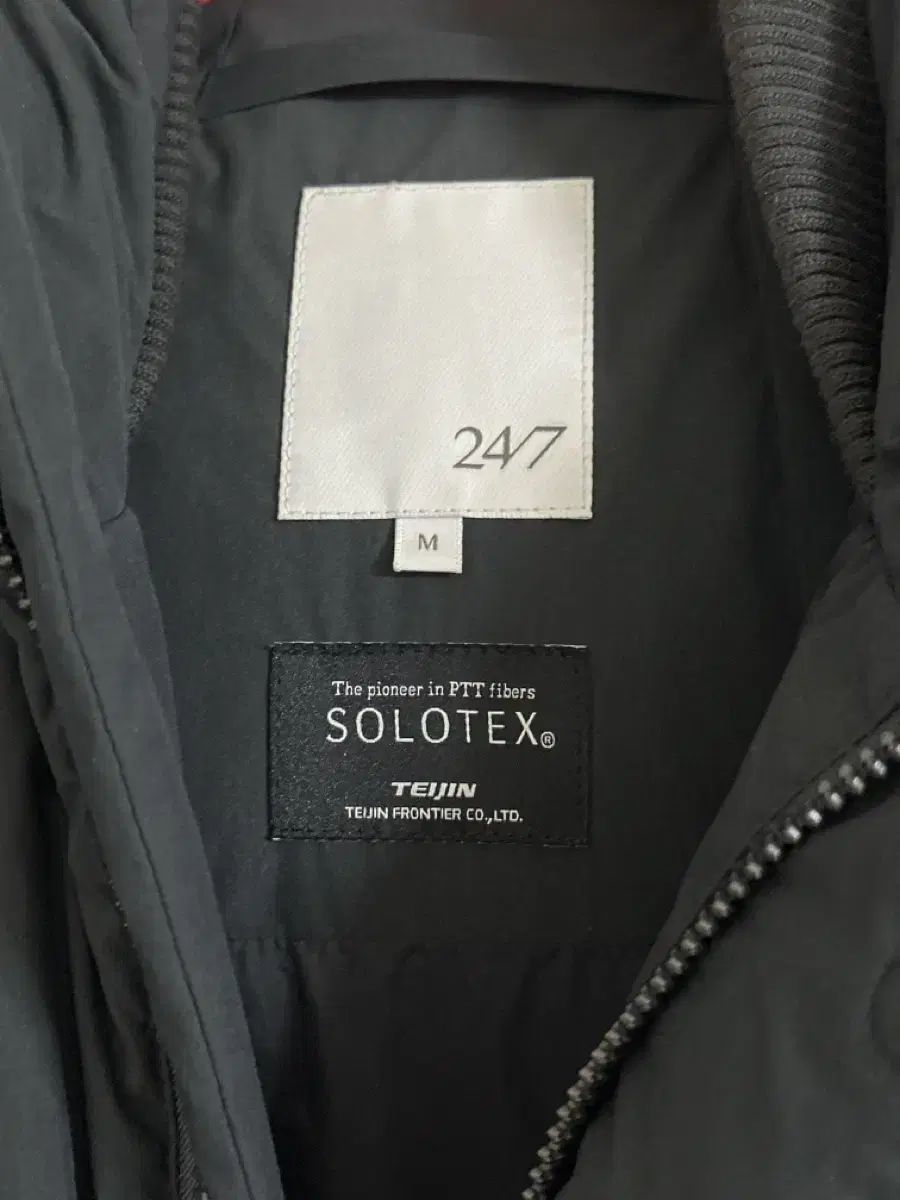 24/7
M
The pioneer in PTT fibers
SOLOTEX®
TEIJIN
TEIJIN FRONTIER CO.,LTD.